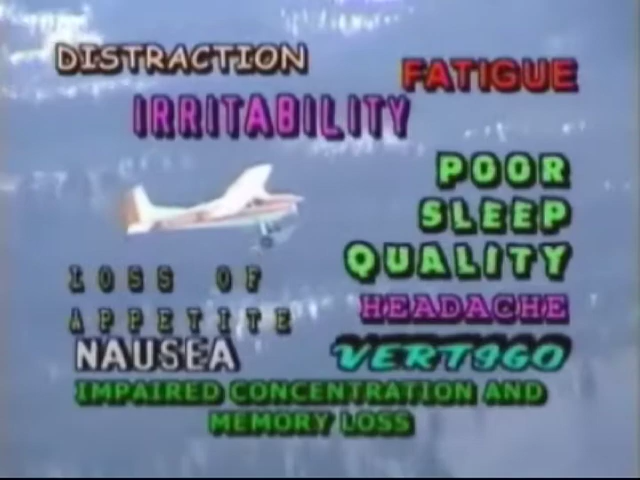 DISTRACTION
FATIGUE
IRRITABILITY
POOR
SLEEP
QUALITY
LOSS OF
APPETITE
HEADACHE
NAUSEA
VERTIGO
IMPAIRED CONCENTRATION AND
MEMORY LOSS